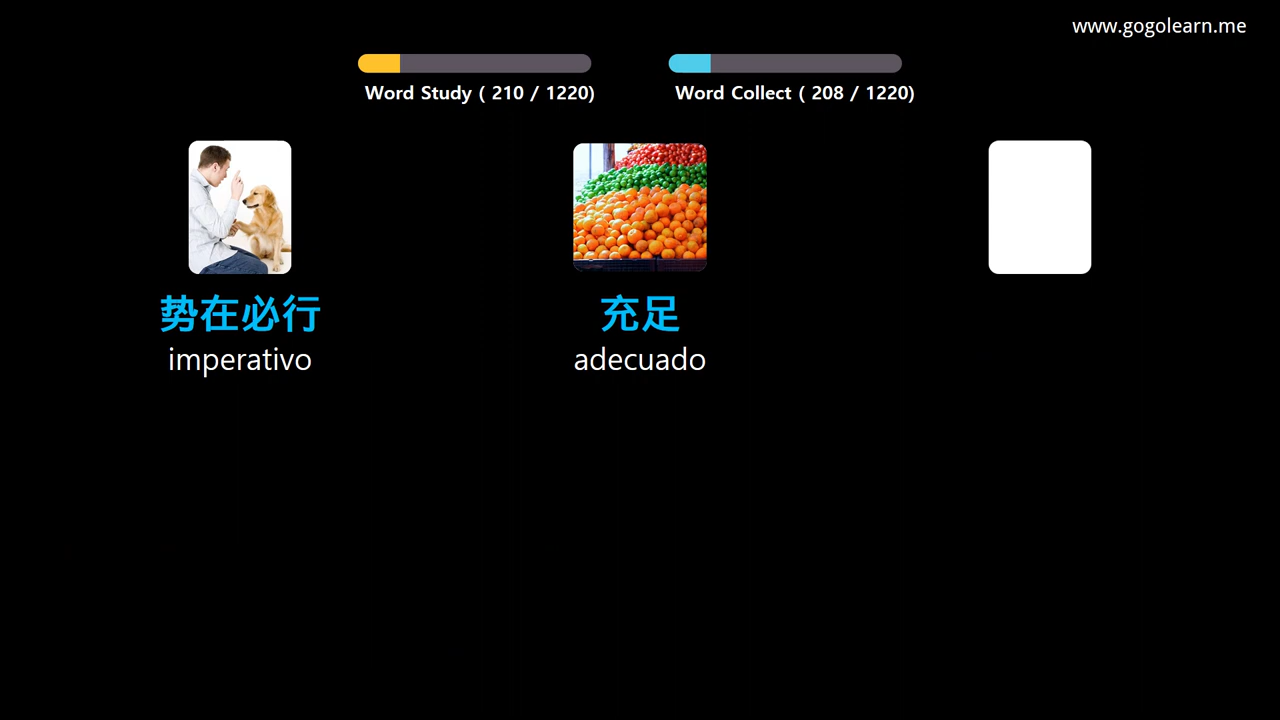 www.gogolearn.me
Word Study ( 210 / 1220)
Word Collect ( 208 / 1220)
势在必行
imperativo
充足
adecuado